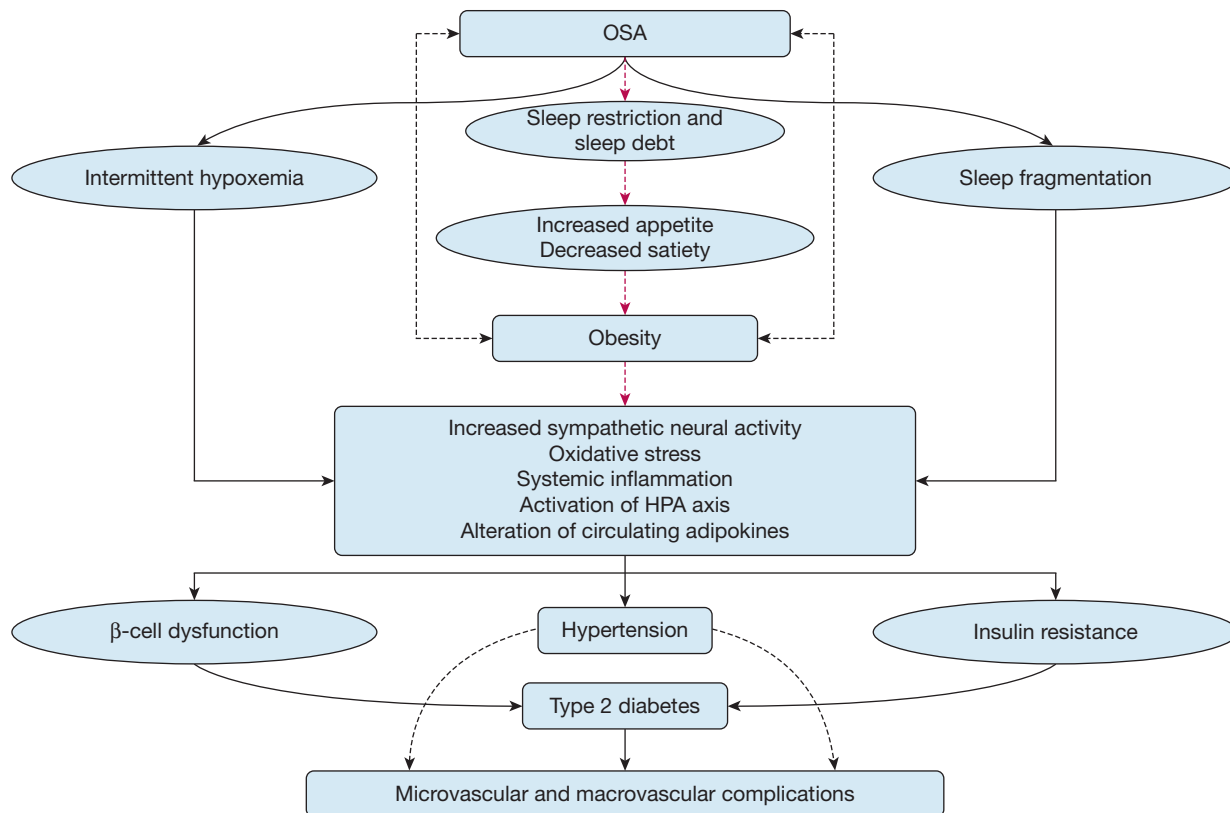 OSA
Sleep restriction and
sleep debt
Intermittent hypoxemia
Sleep fragmentation
Increased appetite
Decreased satiety
Obesity
Increased sympathetic neural activity
Oxidative stress
Systemic inflammation
Activation of HPA axis
Alteration of circulating adipokines
β-cell dysfunction
Hypertension
Insulin resistance
Type 2 diabetes
Microvascular and macrovascular complications